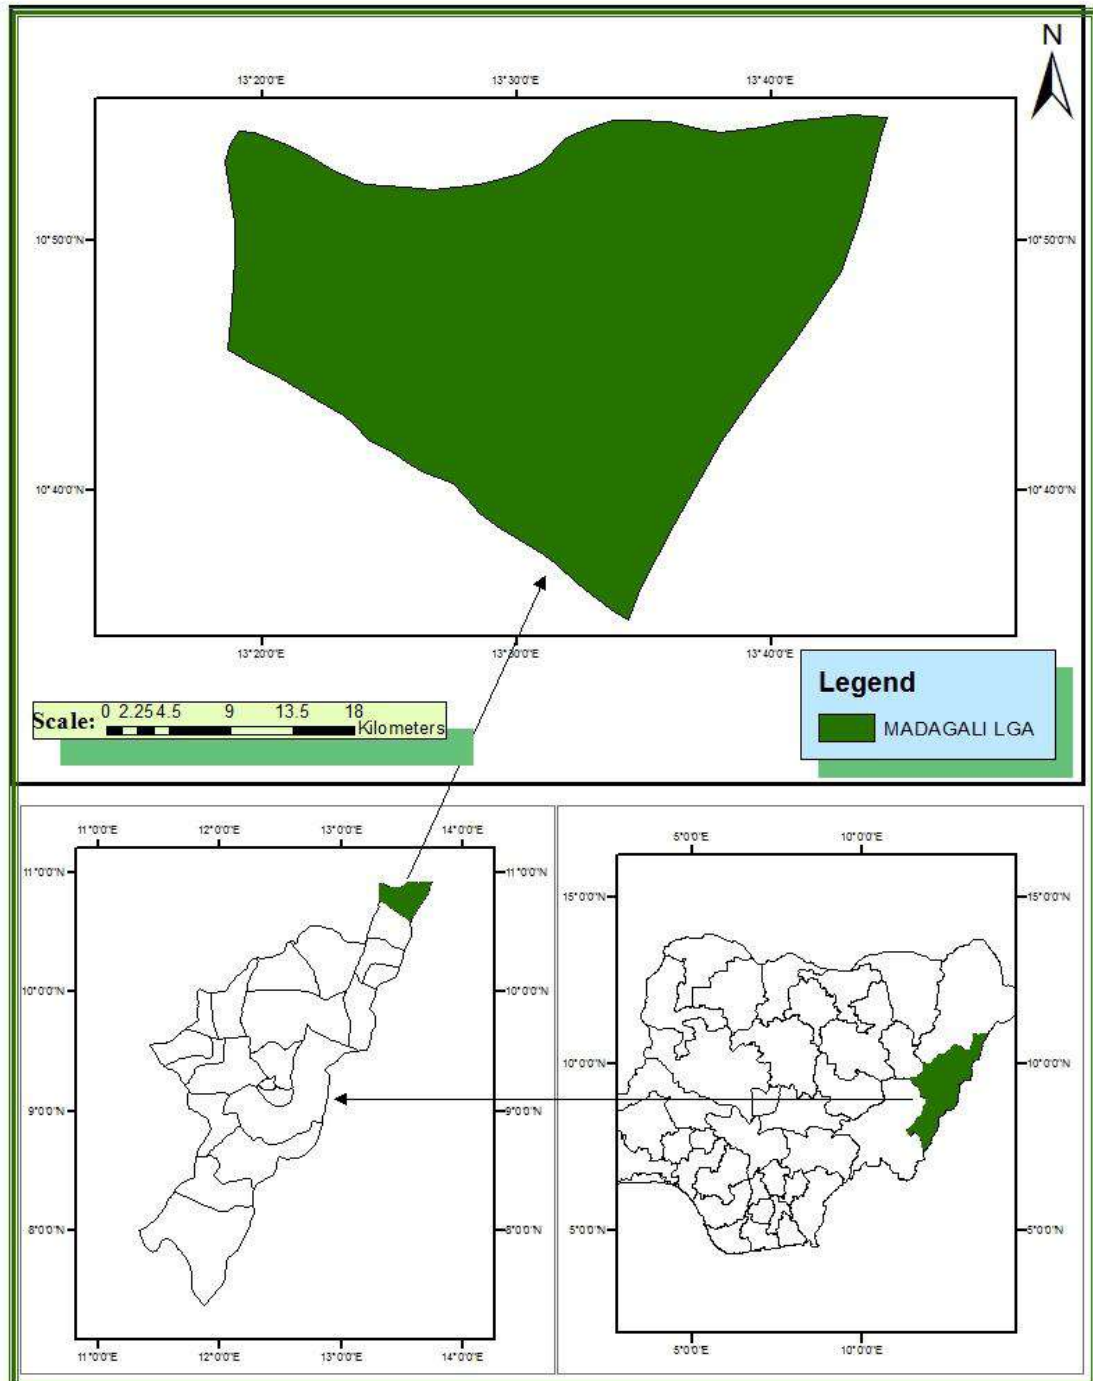 N
13°20'0"E 13°30'0"E 13°40'0"E
10°50'0"N 10°50'0"N
10°40'0"N 10°40'0"N
13°20'0"E 13°30'0"E 13°40'0"E
Legend
MADAGALI LGA
Scale: 0 2.25 4.5 9 13.5 18
Kilometers
11°0'0"E 12°0'0"E 13°0'0"E 14°0'0"E
11°0'0"N 11°0'0"N
10°0'0"N 10°0'0"N
9°0'0"N 9°0'0"N
8°0'0"N 8°0'0"N
11°0'0"E 12°0'0"E 13°0'0"E 14°0'0"E
5°0'0"E 10°0'0"E
15°0'0"N 15°0'0"N
10°0'0"N 10°0'0"N
5°0'0"N 5°0'0"N
5°0'0"E 10°0'0"E